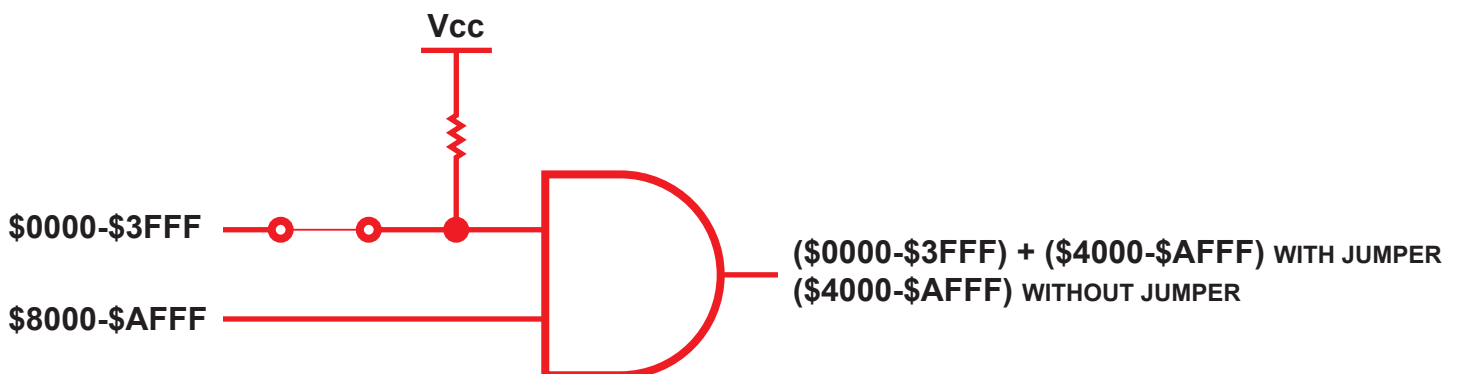 Vcc
$0000-$3FFF
($0000-$3FFF) + ($4000-$AFFF) WITH JUMPER
($4000-$AFFF) WITHOUT JUMPER
$8000-$AFFF